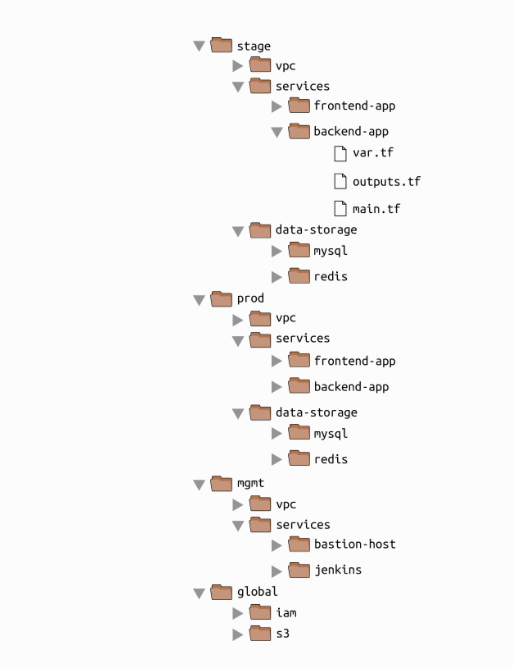 stage
vpc
services
frontend-app
backend-app
var.tf
outputs.tf
main.tf
data-storage
mysql
redis
prod
vpc
services
frontend-app
backend-app
data-storage
mysql
redis
mgmt
vpc
services
bastion-host
jenkins
global
iam
s3